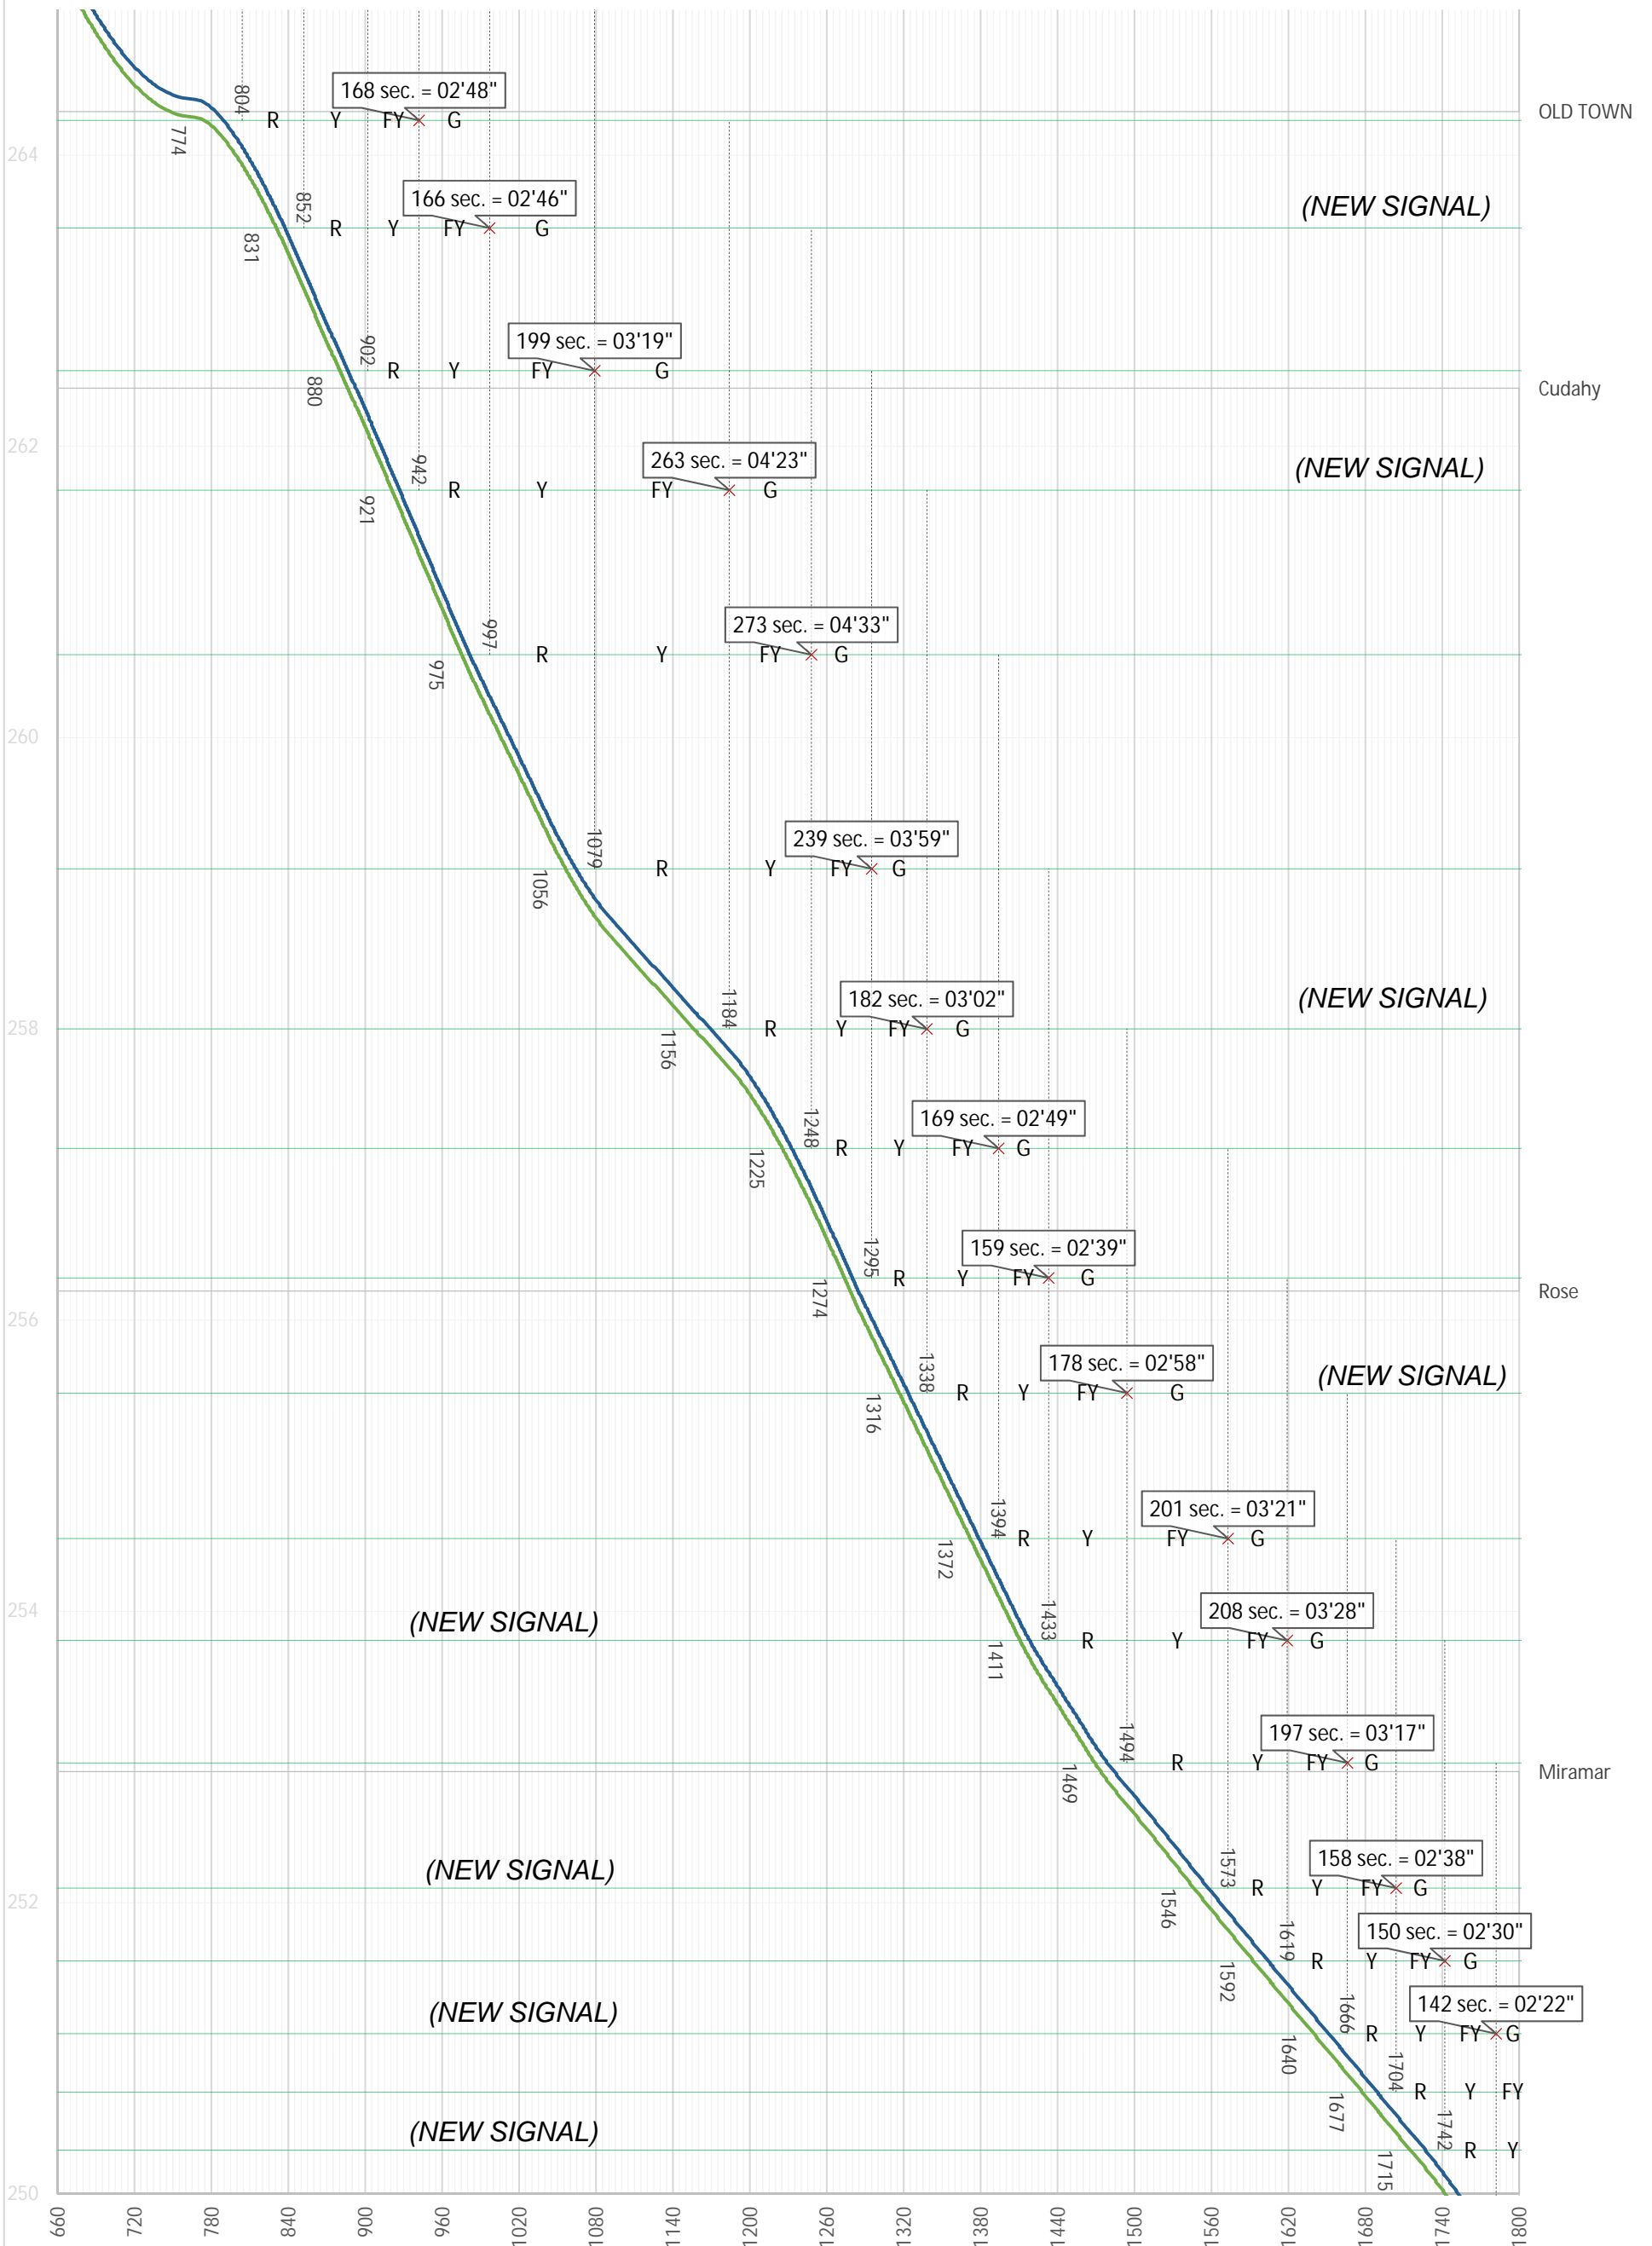 168 sec. = 02'48"
OLD TOWN
804 R Y FY G
774
264
166 sec. = 02'46"
(NEW SIGNAL)
852 R Y FY G
831
199 sec. = 03'19"
902 R Y FY G
880
Cudahy
262
263 sec. = 04'23"
(NEW SIGNAL)
942 R Y FY G
921
273 sec. = 04'33"
997 R Y FY G
975
260
239 sec. = 03'59"
1079 R Y FY G
1056
182 sec. = 03'02"
(NEW SIGNAL)
258
1184 R Y FY G
1156
169 sec. = 02'49"
1248 R Y FY G
1225
159 sec. = 02'39"
1295 R Y FY G
1274
Rose
256
178 sec. = 02'58"
(NEW SIGNAL)
1338 R Y FY G
1316
201 sec. = 03'21"
1394 R Y FY G
1372
254
(NEW SIGNAL)
208 sec. = 03'28"
1433 R Y FY G
1411
197 sec. = 03'17"
1494 R Y FY G
1469
Miramar
(NEW SIGNAL)
158 sec. = 02'38"
1573 R Y FY G
1546
252
150 sec. = 02'30"
1619 R Y FY G
1592
(NEW SIGNAL)
142 sec. = 02'22"
1666 R Y FY G
1640
1704 R Y FY
1677
(NEW SIGNAL)
1742 R Y
1715
250
660 720 780 840 900 960 1020 1080 1140 1200 1260 1320 1380 1440 1500 1560 1620 1680 1740 1800